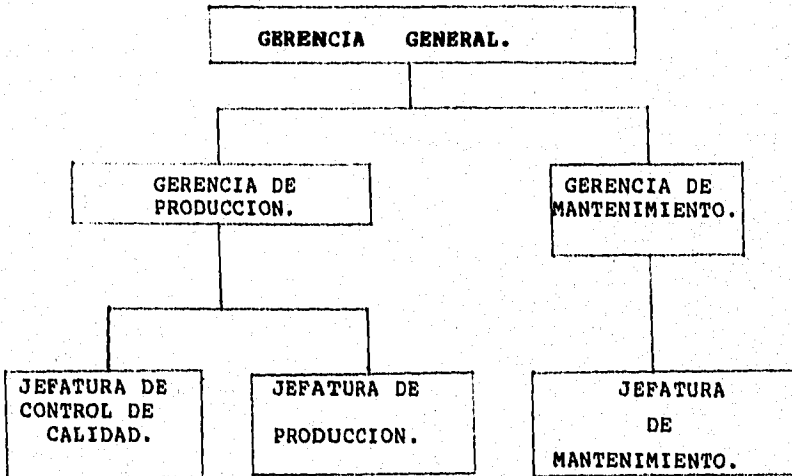 GERENCIA GENERAL.
GERENCIA DE
PRODUCCION.
GERENCIA DE
MANTENIMIENTO.
JEFATURA DE
CONTROL DE
CALIDAD.
JEFATURA DE
PRODUCCION.
JEFATURA
DE
MANTENIMIENTO.